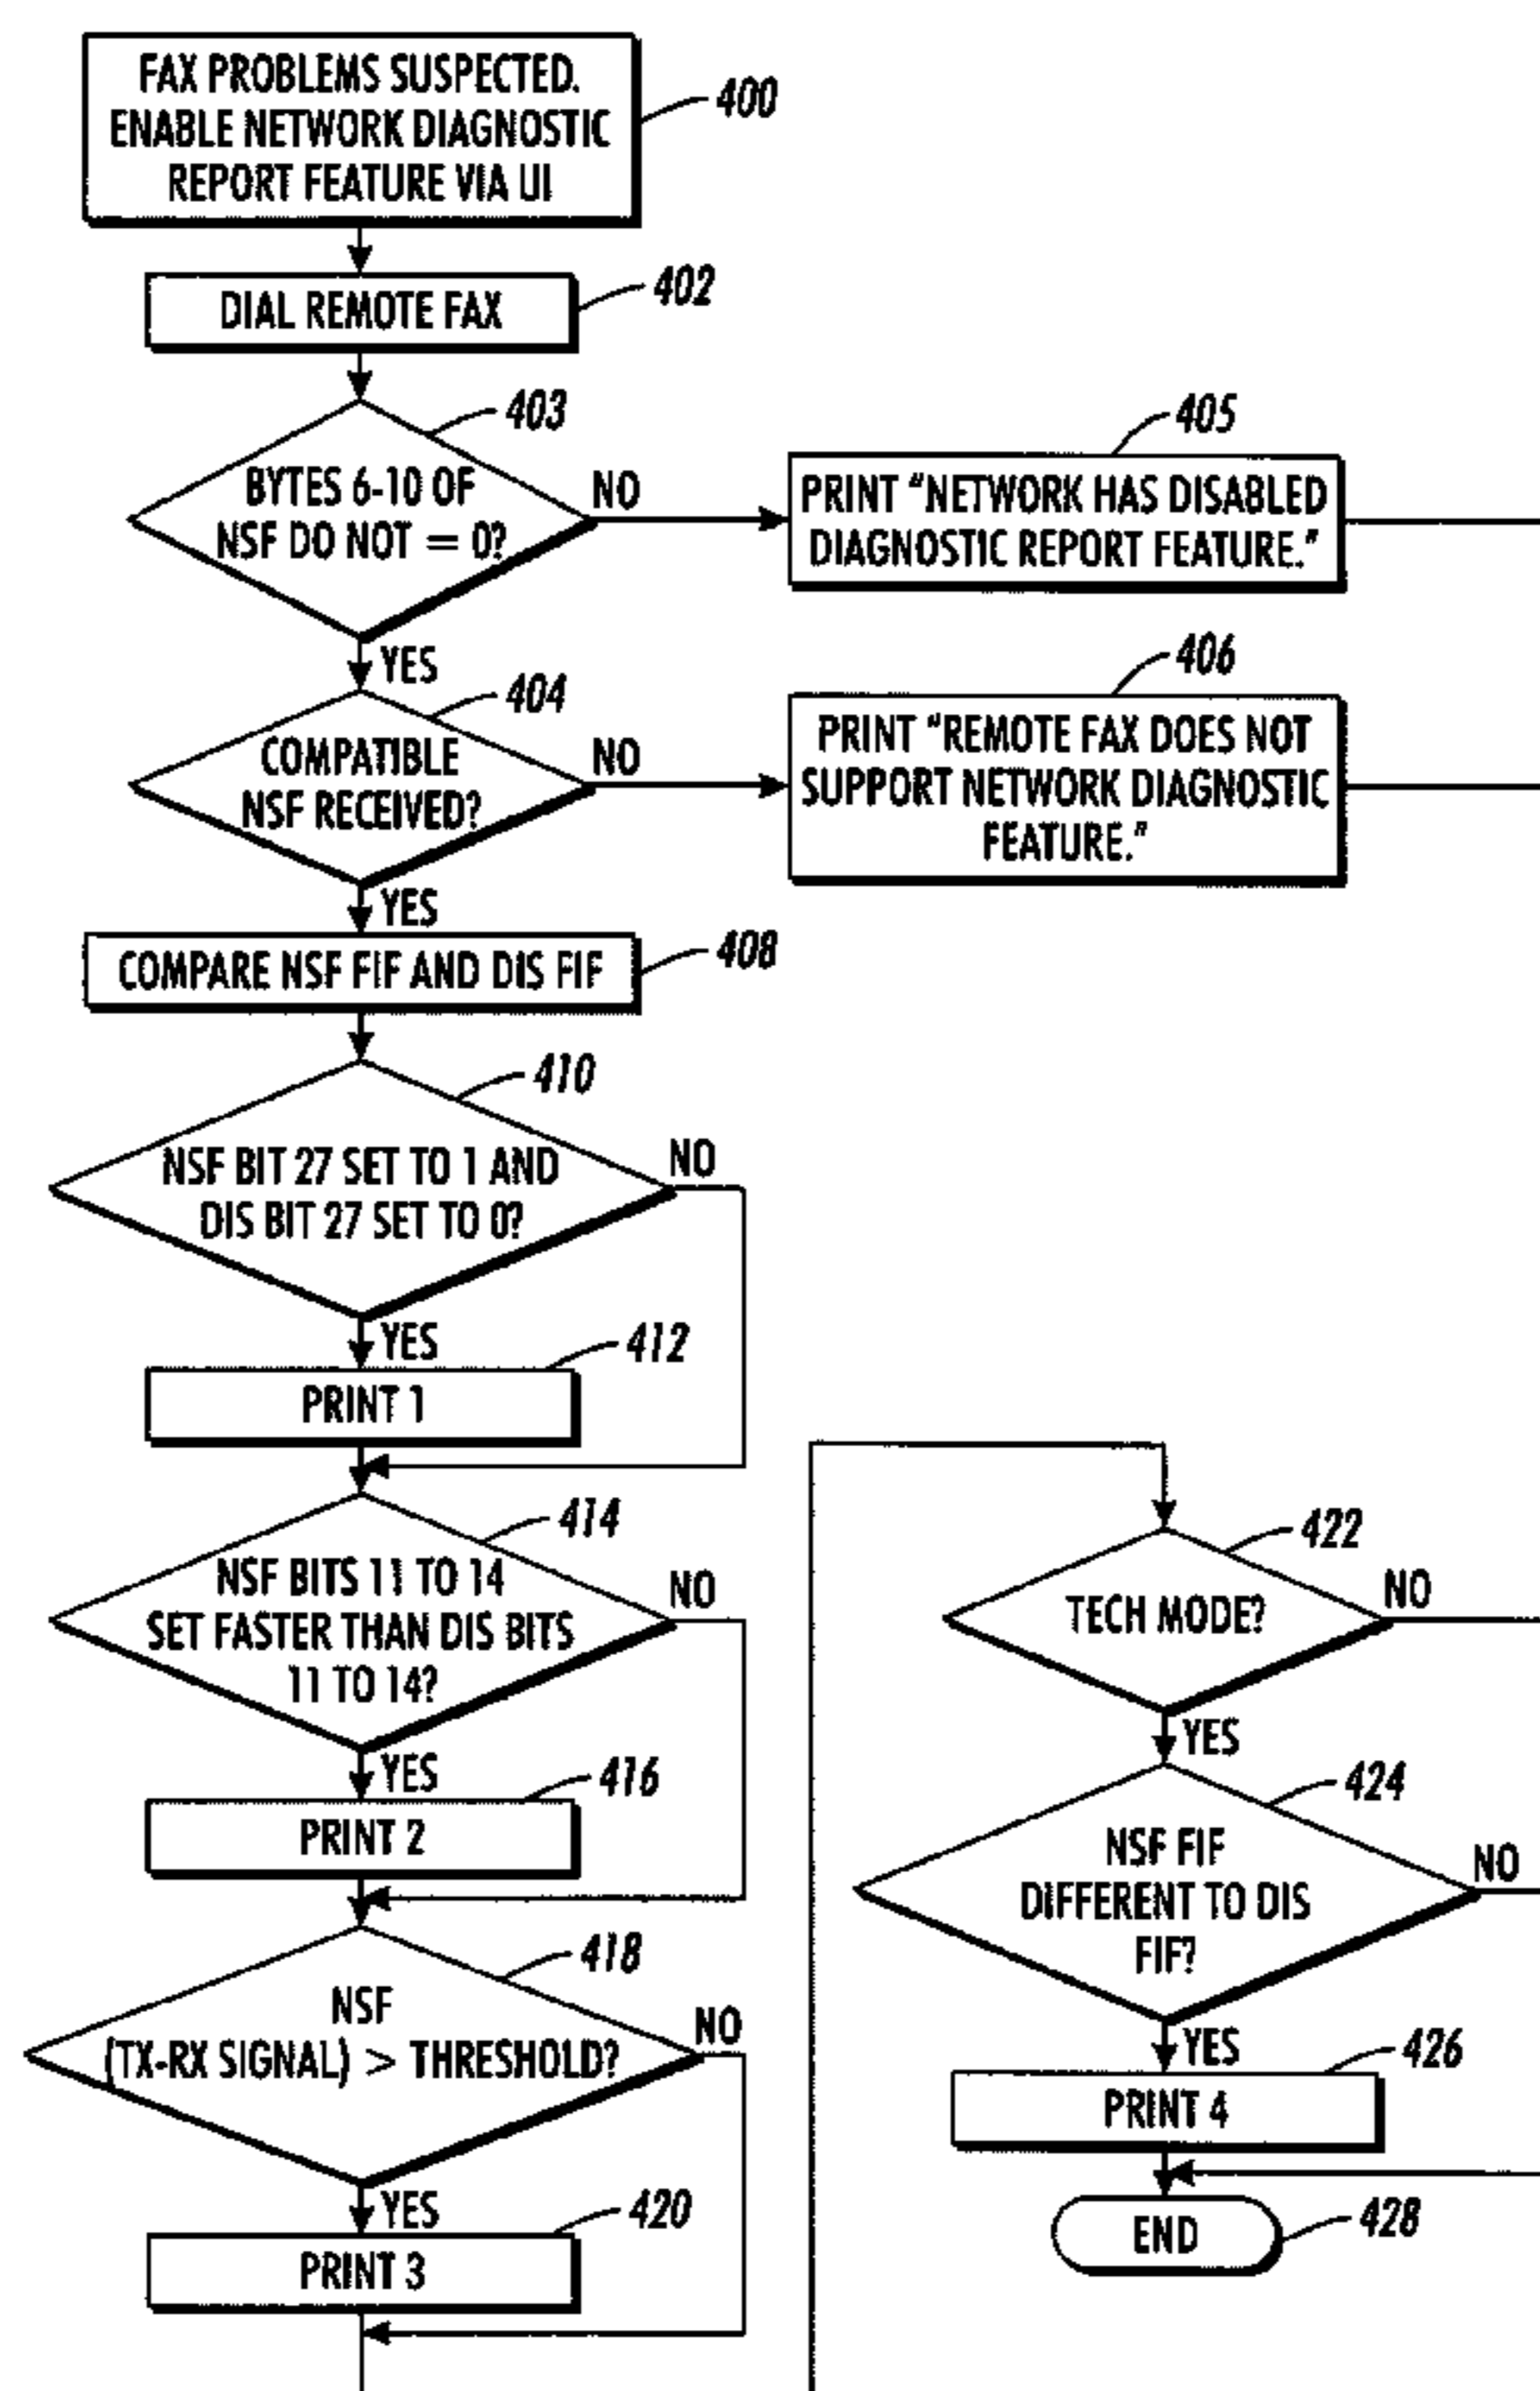 FAX PROBLEMS SUSPECTED.
ENABLE NETWORK DIAGNOSTIC
REPORT FEATURE VIA UI
400
DIAL REMOTE FAX
402
403
BYTES 6-10 OF
NSF DO NOT = 0?
NO
YES
405
PRINT “NETWORK HAS DISABLED
DIAGNOSTIC REPORT FEATURE.”
404
COMPATIBLE
NSF RECEIVED?
NO
YES
406
PRINT “REMOTE FAX DOES NOT
SUPPORT NETWORK DIAGNOSTIC
FEATURE.”
COMPARE NSF FIF AND DIS FIF
408
410
NSF BIT 27 SET TO 1 AND
DIS BIT 27 SET TO 0?
NO
YES
412
PRINT 1
414
NSF BITS 11 TO 14
SET FASTER THAN DIS BITS
11 TO 14?
NO
YES
416
PRINT 2
418
NSF
(TX-RX SIGNAL) > THRESHOLD?
NO
YES
420
PRINT 3
422
TECH MODE?
NO
YES
424
NSF FIF
DIFFERENT TO DIS
FIF?
NO
YES
426
PRINT 4
END
428